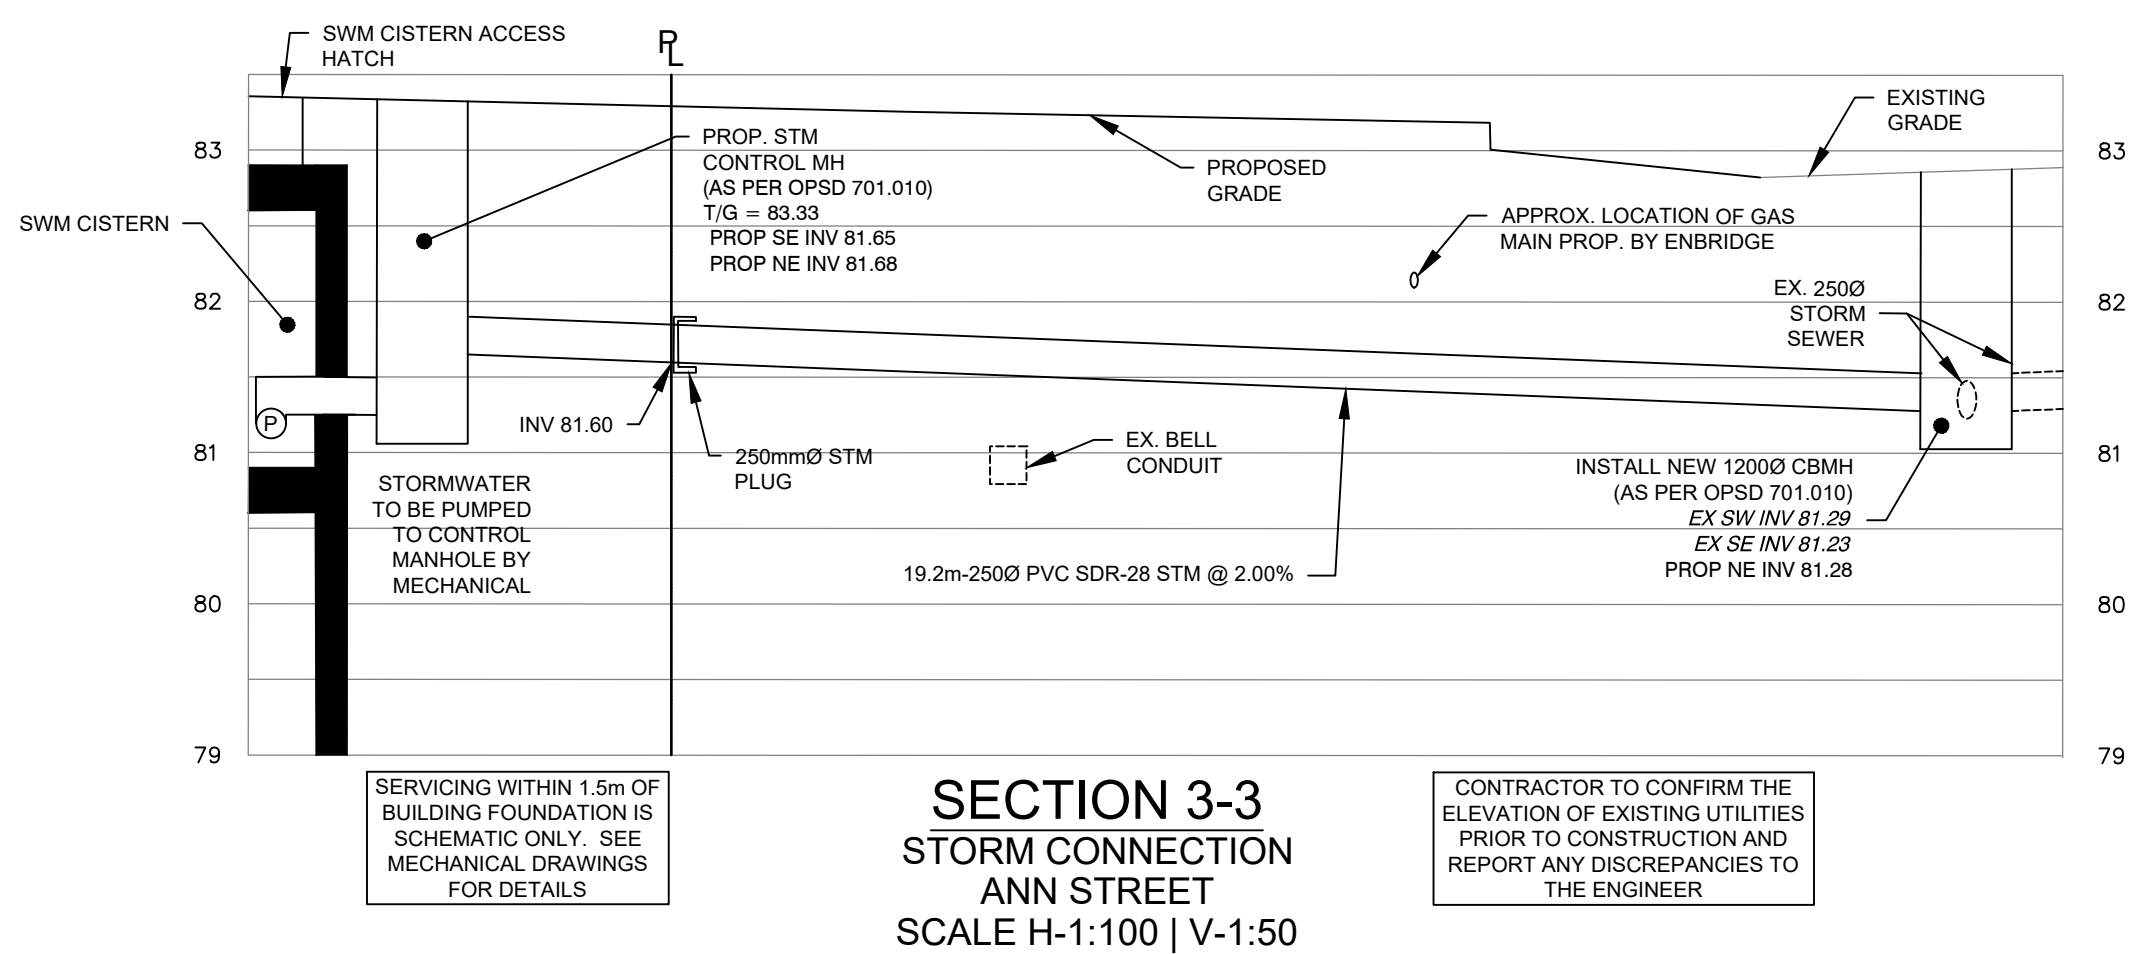 SWM CISTERN ACCESS
HATCH
PL
EXISTING
GRADE
PROP. STM
CONTROL MH
(AS PER OPSD 701.010)
T/G = 83.33
PROP SE INV 81.65
PROP NE INV 81.68
PROPOSED
GRADE
83
83
SWM CISTERN
APPROX. LOCATION OF GAS
MAIN PROP. BY ENBRIDGE
82
82
EX. 250Ø
STORM
SEWER
P
INV 81.60
250mmØ STM
PLUG
EX. BELL
CONDUIT
81
81
STORMWATER
TO BE PUMPED
TO CONTROL
MANHOLE BY
MECHANICAL
INSTALL NEW 1200Ø CBMH
(AS PER OPSD 701.010)
EX SW INV 81.29
EX SE INV 81.23
PROP NE INV 81.28
19.2m-250Ø PVC SDR-28 STM @ 2.00%
80
80
79
79
SERVICING WITHIN 1.5m OF
BUILDING FOUNDATION IS
SCHEMATIC ONLY. SEE
MECHANICAL DRAWINGS
FOR DETAILS
SECTION 3-3
STORM CONNECTION
ANN STREET
SCALE H-1:100 | V-1:50
CONTRACTOR TO CONFIRM THE
ELEVATION OF EXISTING UTILITIES
PRIOR TO CONSTRUCTION AND
REPORT ANY DISCREPANCIES TO
THE ENGINEER